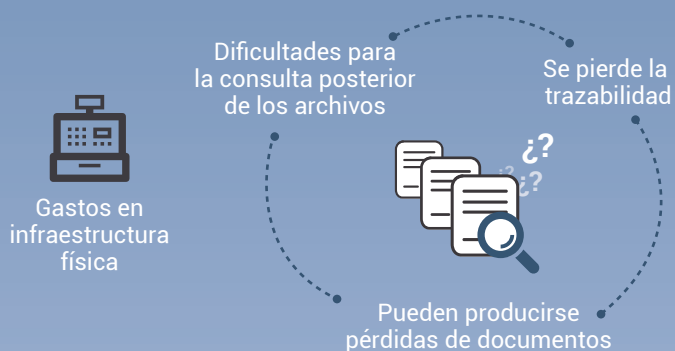 Dificultades para
la consulta posterior
de los archivos
Se pierde la
trazabilidad
¿?
¿?
¿?
Gastos en
infraestructura
física
Pueden producirse
pérdidas de documentos